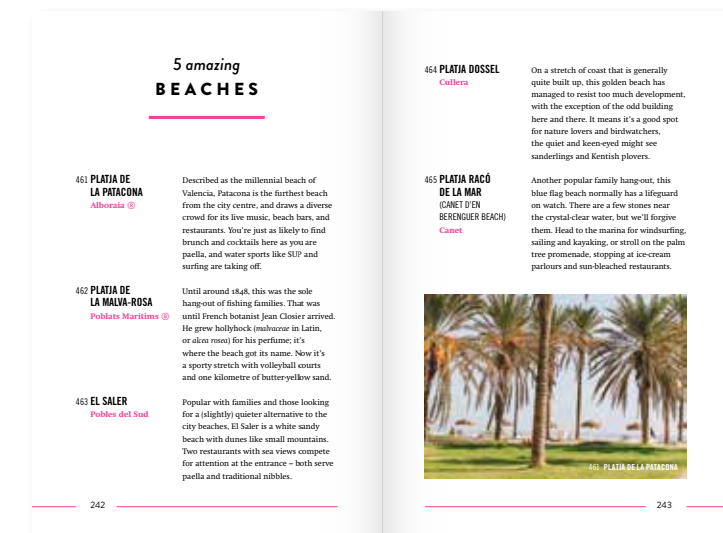 5 amazing
BEACHES
461 PLATJA DE
LA PATACONA
Alboraia ⑧
Described as the millennial beach of
Valencia, Patacona is the furthest beach
from the city centre, and draws a diverse
crowd for its live music, beach bars, and
restaurants. You're just as likely to find
brunch and cocktails here as you are
paella, and water sports like SUP and
surfing are taking off.
462 PLATJA DE
LA MALVA-ROSA
Poblats Marítims ⑧
Until around 1848, this was the sole
hang-out of fishing families. That was
until French botanist Jean Closier arrived.
He grew hollyhock (malvaceae in Latin,
or alcea rosea) for his perfume; it's
where the beach got its name. Now it's
a sporty stretch with volleyball courts
and one kilometre of butter-yellow sand.
463 EL SALER
Pobles del Sud
Popular with families and those looking
for a (slightly) quieter alternative to the
city beaches, El Saler is a white sandy
beach with dunes like small mountains.
Two restaurants with sea views compete
for attention at the entrance – both serve
paella and traditional nibbles.
242
464 PLATJA DOSSEL
Cullera
On a stretch of coast that is generally
quite built up, this golden beach has
managed to resist too much development,
with the exception of the odd building
here and there. It means it's a good spot
for nature lovers and birdwatchers,
the quiet and keen-eyed might see
sanderlings and Kentish plovers.
465 PLATJA RACÓ
DE LA MAR
(CANET D'EN
BERENGUER BEACH)
Canet
Another popular family hang-out, this
blue flag beach normally has a lifeguard
on watch. There are a few stones near
the crystal-clear water, but we'll forgive
them. Head to the marina for windsurfing,
sailing and kayaking, or stroll on the palm
tree promenade, stopping at ice-cream
parlours and sun-bleached restaurants.
461 PLATJA DE LA PATACONA
243